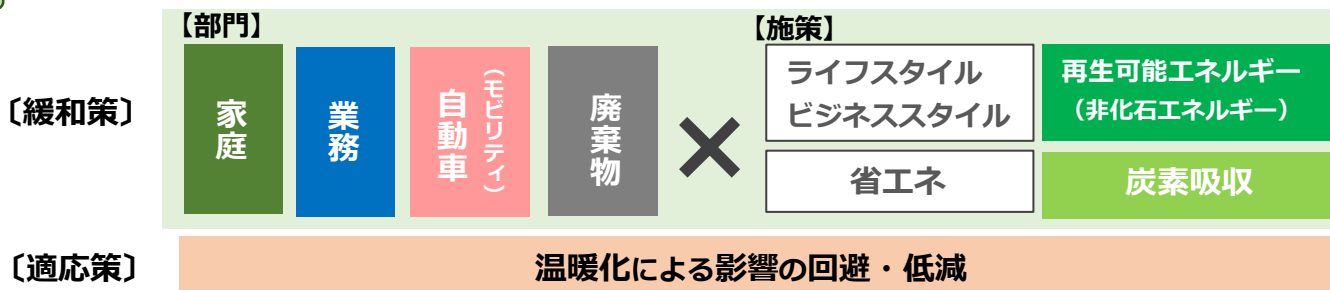 【部門】
【施策】
〔緩和策〕
家庭
業務
自動車
（モビリティ）
廃棄物
×
ライフスタイル
ビジネススタイル
再生可能エネルギー
（非化石エネルギー）
省エネ
炭素吸収
〔適応策〕
温暖化による影響の回避・低減